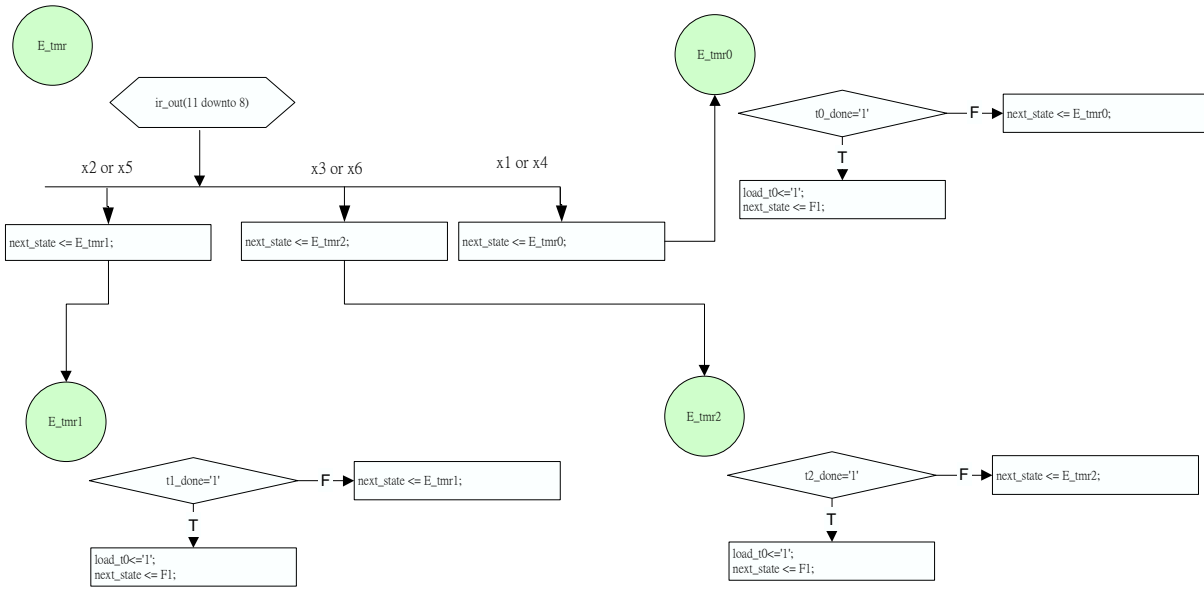 E_tmr
ir_out(11 downto 8)
x2 or x5
x3 or x6
x1 or x4
next_state <= E_tmr1;
next_state <= E_tmr2;
next_state <= E_tmr0;
E_tmr0
t0_done='1'
F
next_state <= E_tmr0;
T
load_t0<='1';
next_state <= F1;
E_tmr1
t1_done='1'
F
next_state <= E_tmr1;
T
load_t0<='1';
next_state <= F1;
E_tmr2
t2_done='1'
F
next_state <= E_tmr2;
T
load_t0<='1';
next_state <= F1;